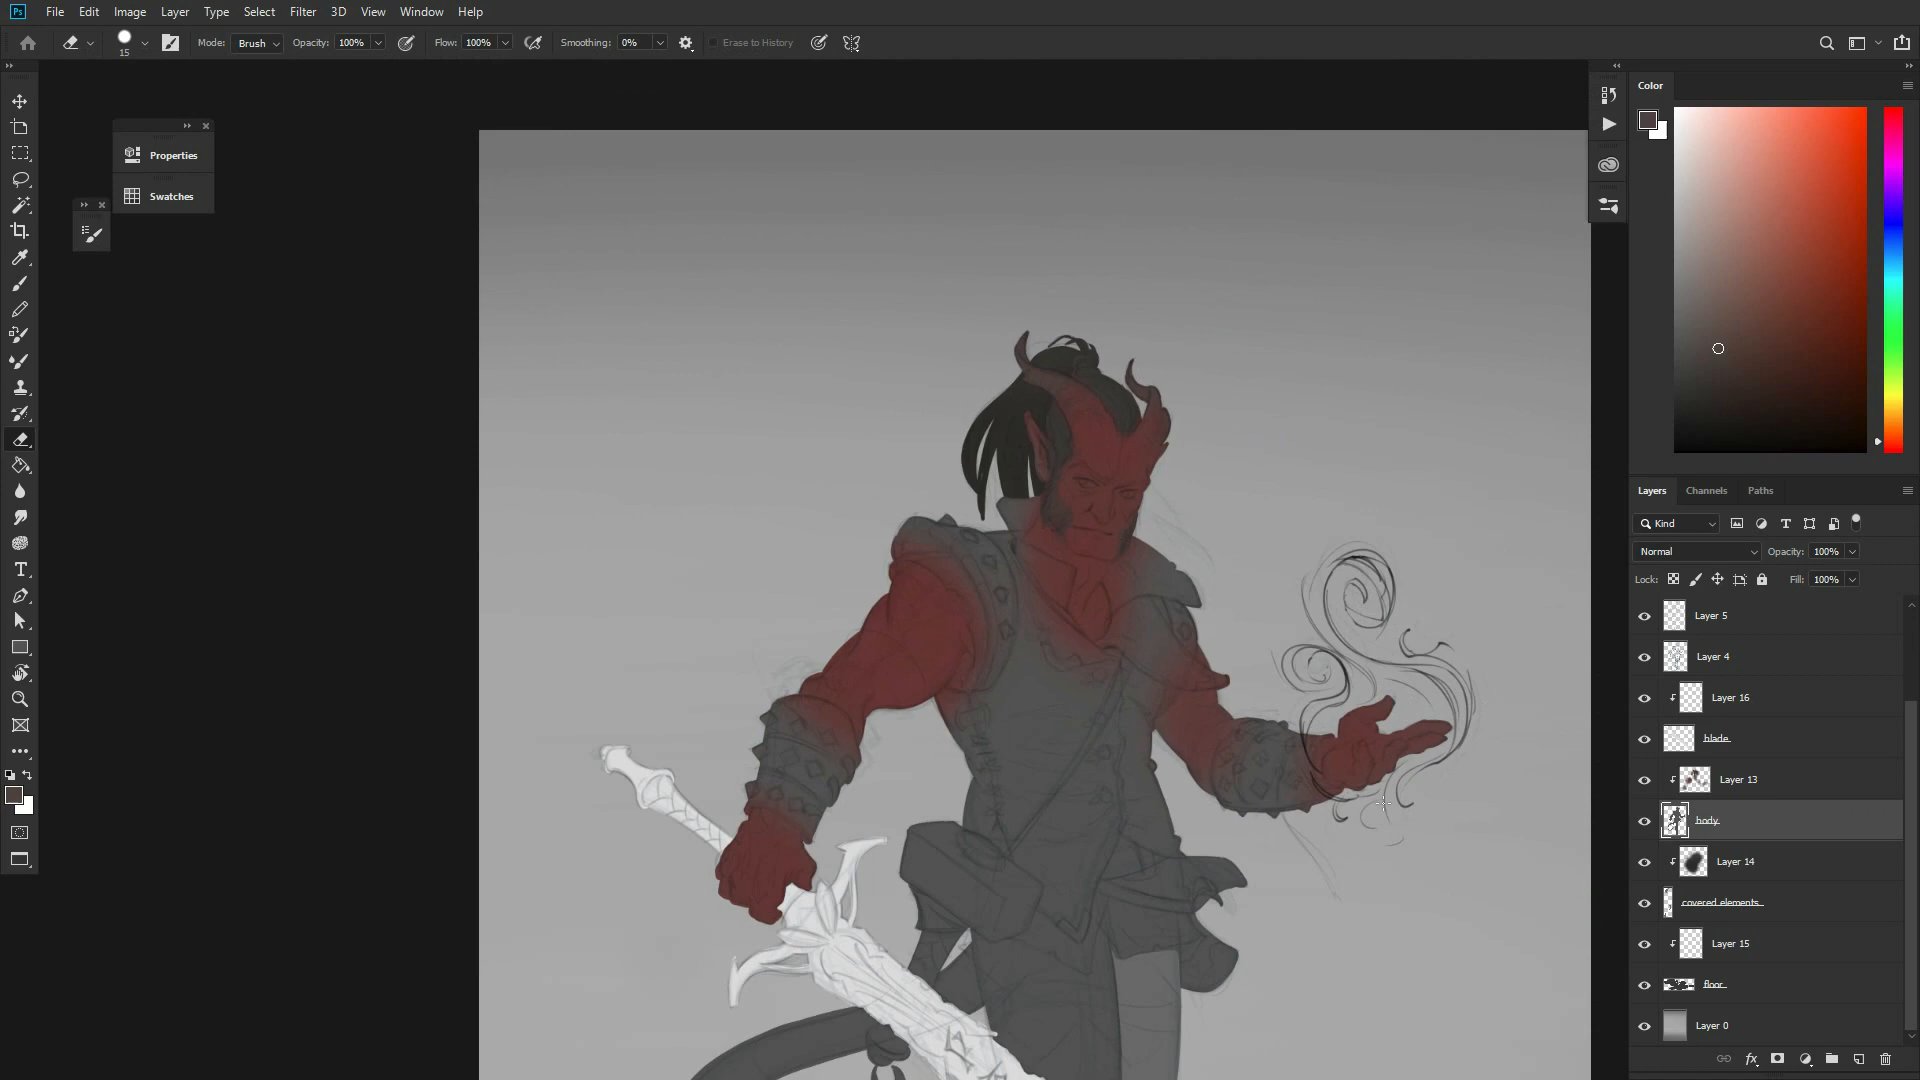 Ps File Edit Image Layer Type Select Filter 3D View Window Help
15 Mode: Brush Opacity: 100% Flow: 100% Smoothing: 0% Erase to History
Properties
Swatches
Color
Layers Channels Paths
Kind
Normal Opacity: 100%
Lock: Fill: 100%
Layer 5
Layer 4
Layer 16
blade
Layer 13
body
Layer 14
covered elements
Layer 15
floor
Layer 0